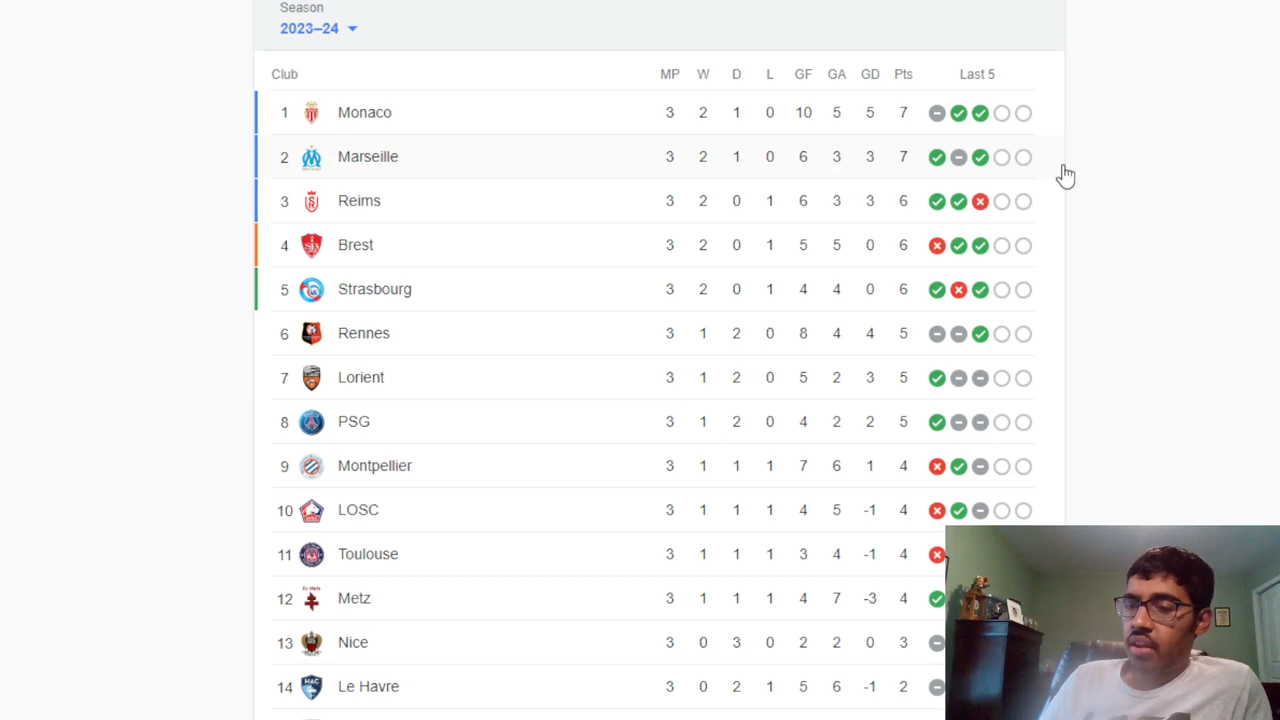 Season
2023–24
Club MP W D L GF GA GD Pts Last 5
1 Monaco 3 2 1 0 10 5 5 7
2 Marseille 3 2 1 0 6 3 3 7
3 Reims 3 2 0 1 6 3 3 6
4 Brest 3 2 0 1 5 5 0 6
5 Strasbourg 3 2 0 1 4 4 0 6
6 Rennes 3 1 2 0 8 4 4 5
7 Lorient 3 1 2 0 5 2 3 5
8 PSG 3 1 2 0 4 2 2 5
9 Montpellier 3 1 1 1 7 6 1 4
10 LOSC 3 1 1 1 4 5 -1 4
11 Toulouse 3 1 1 1 3 4 -1 4
12 Metz 3 1 1 1 4 7 -3 4
13 Nice 3 0 3 0 2 2 0 3
14 Le Havre 3 0 2 1 5 6 -1 2